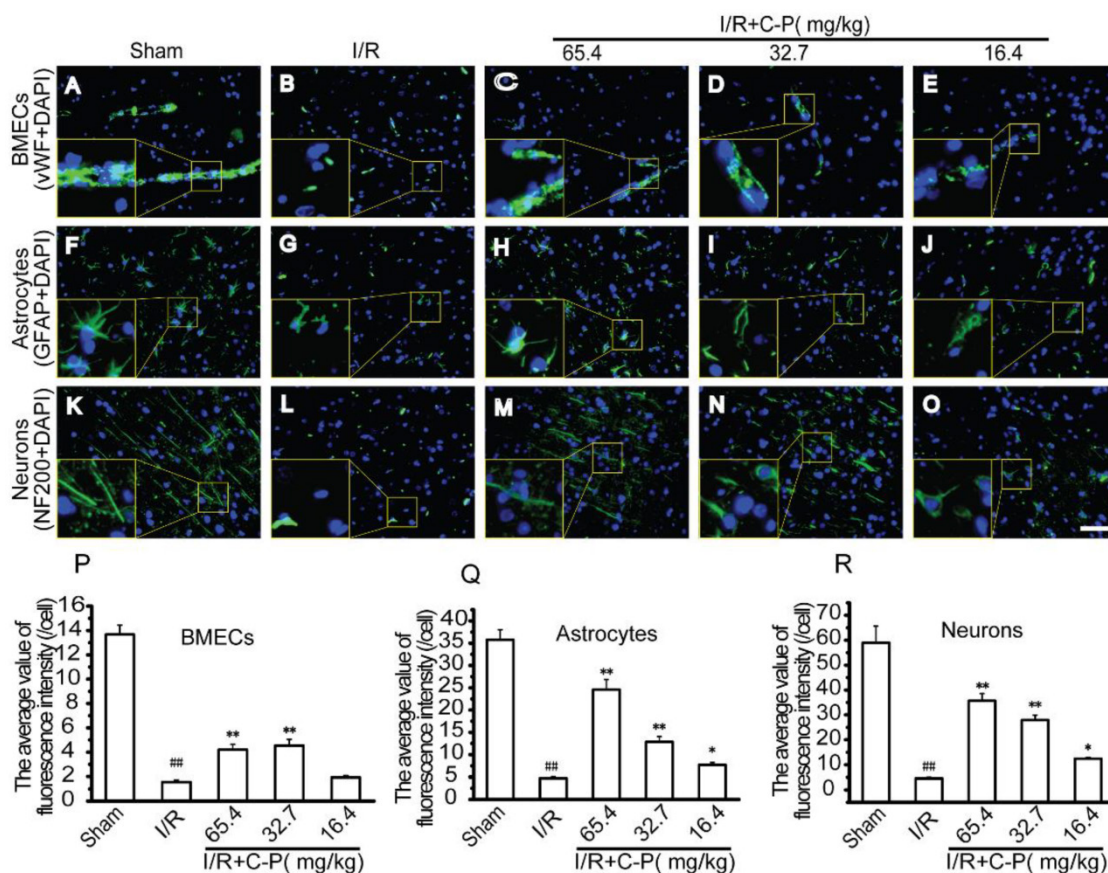 I/R+C-P( mg/kg)
Sham I/R 65.4 32.7 16.4
BMECs
(vWF+DAPI)
A B C D E
Astrocytes
(GFAP+DAPI)
F G H I J
Neurons
(NF200+DAPI)
K L M N O
P
The average value of
fluorescence intensity (/cell)
16
14
12
10
8
6
4
2
0
BMECs
##
**
**
Sham I/R 65.4 32.7 16.4
I/R+C-P( mg/kg)
Q
The average value of
fluorescence intensity (/cell)
40
35
30
25
20
15
10
5
0
Astrocytes
##
**
**
*
Sham I/R 65.4 32.7 16.4
I/R+C-P( mg/kg)
R
The average value of
fluorescence intensity (/cell)
70
60
50
40
30
20
10
0
Neurons
##
**
**
*
Sham I/R 65.4 32.7 16.4
I/R+C-P( mg/kg)